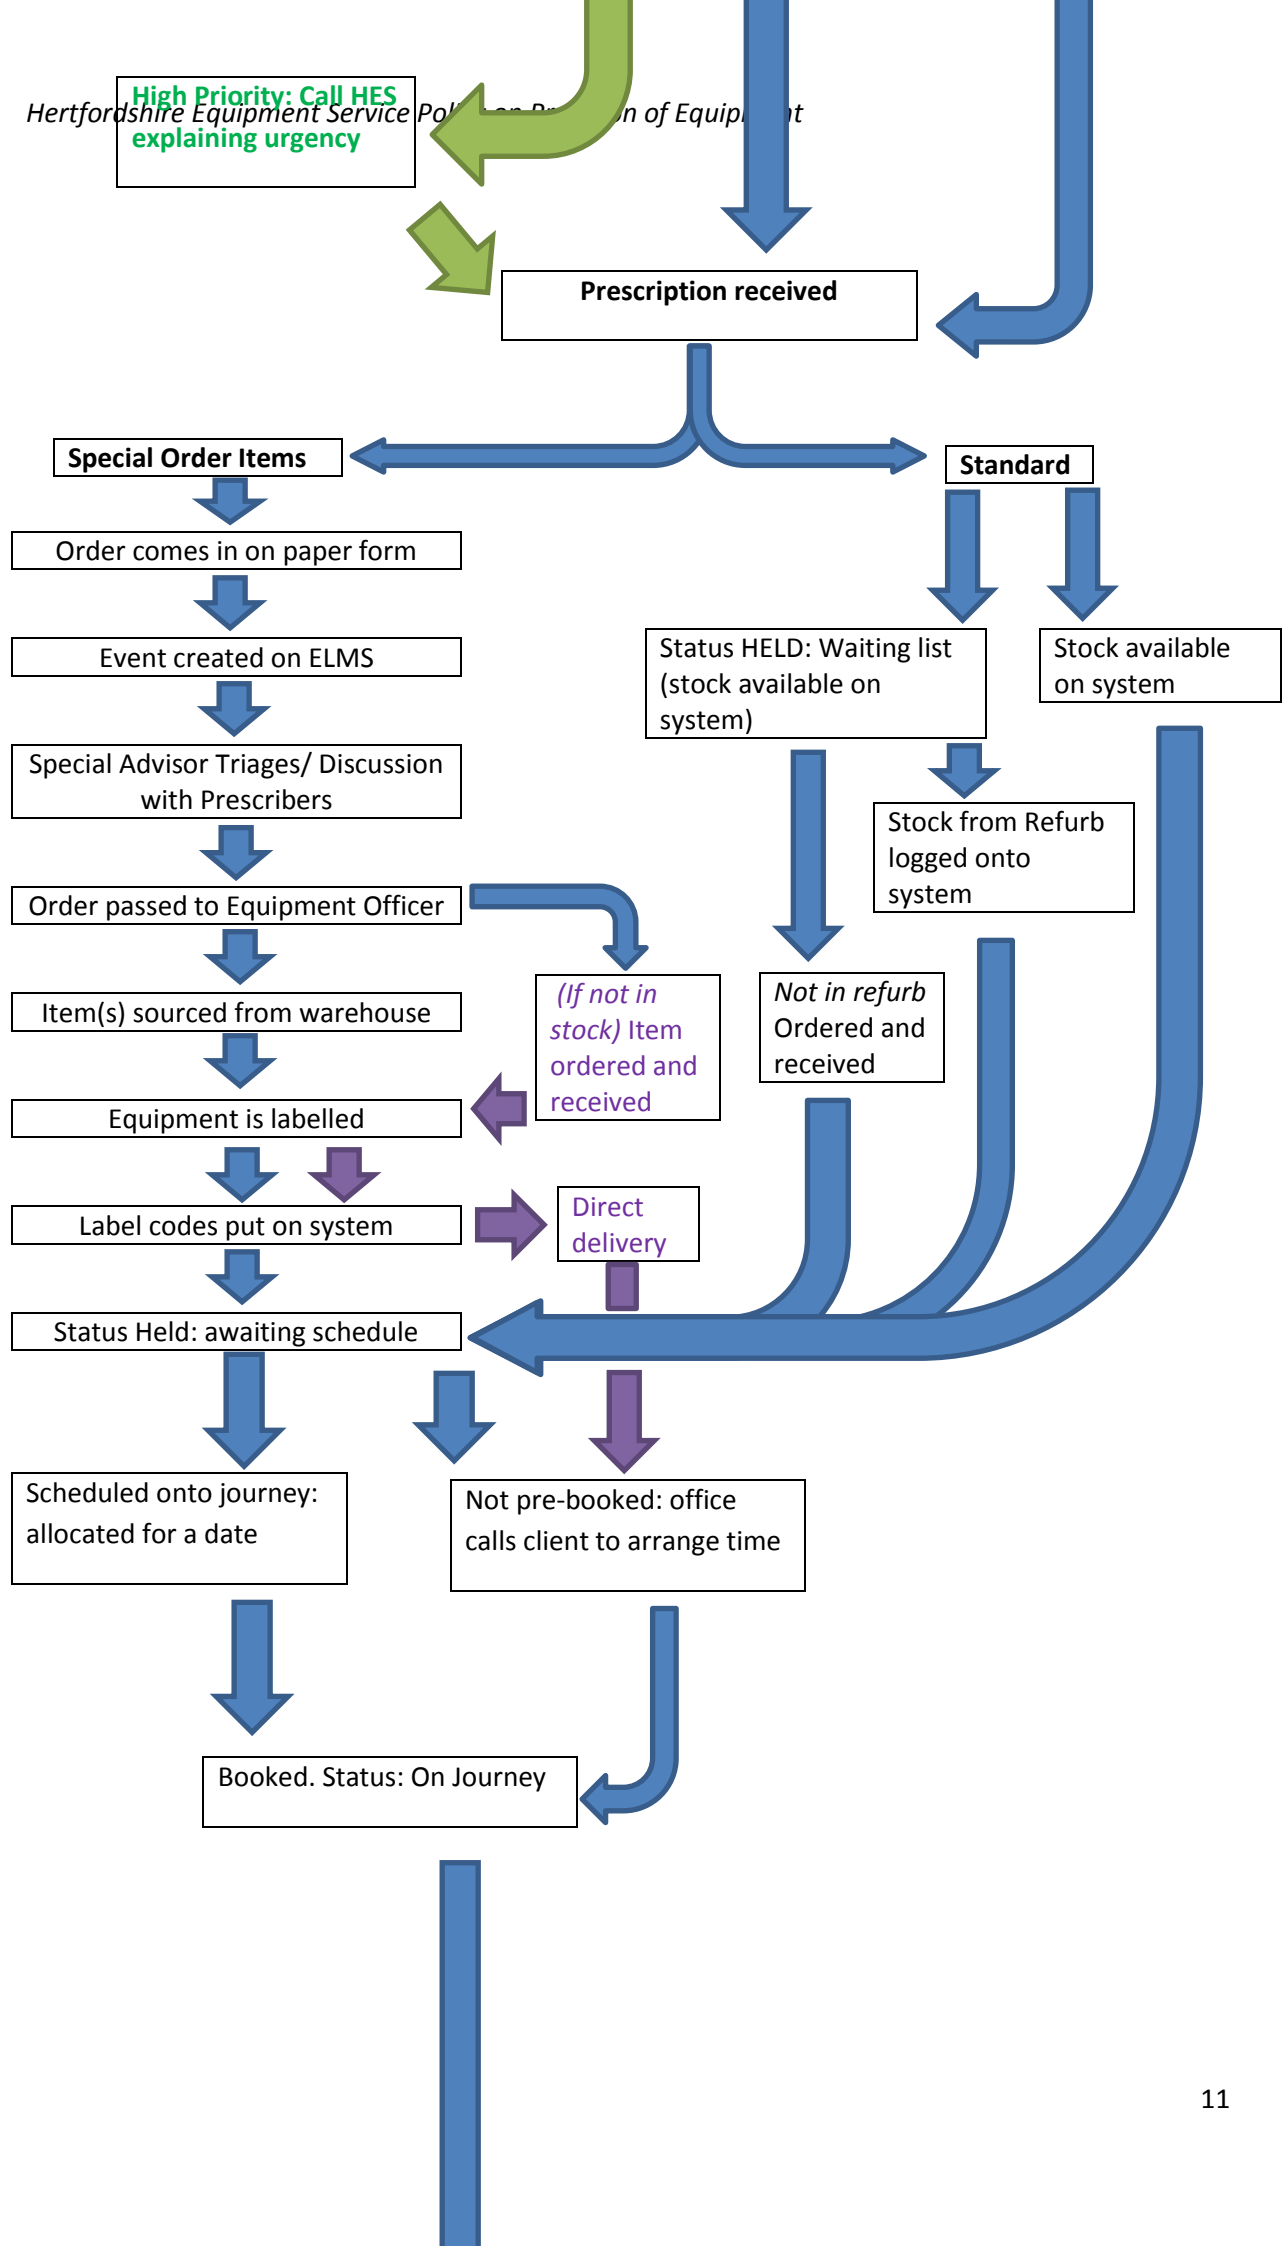 High Priority: Call HES
explaining urgency
Hertfordshire Equipment Service Policy on Provision of Equipment
Prescription received
Special Order Items
Standard
Order comes in on paper form
Event created on ELMS
Status HELD: Waiting list
(stock available on
system)
Stock available
on system
Special Advisor Triages/ Discussion
with Prescribers
Stock from Refurb
logged onto
system
Order passed to Equipment Officer
(If not in
stock) Item
ordered and
received
Not in refurb
Ordered and
received
Item(s) sourced from warehouse
Equipment is labelled
Label codes put on system
Direct
delivery
Status Held: awaiting schedule
Scheduled onto journey:
allocated for a date
Not pre-booked: office
calls client to arrange time
Booked. Status: On Journey
11